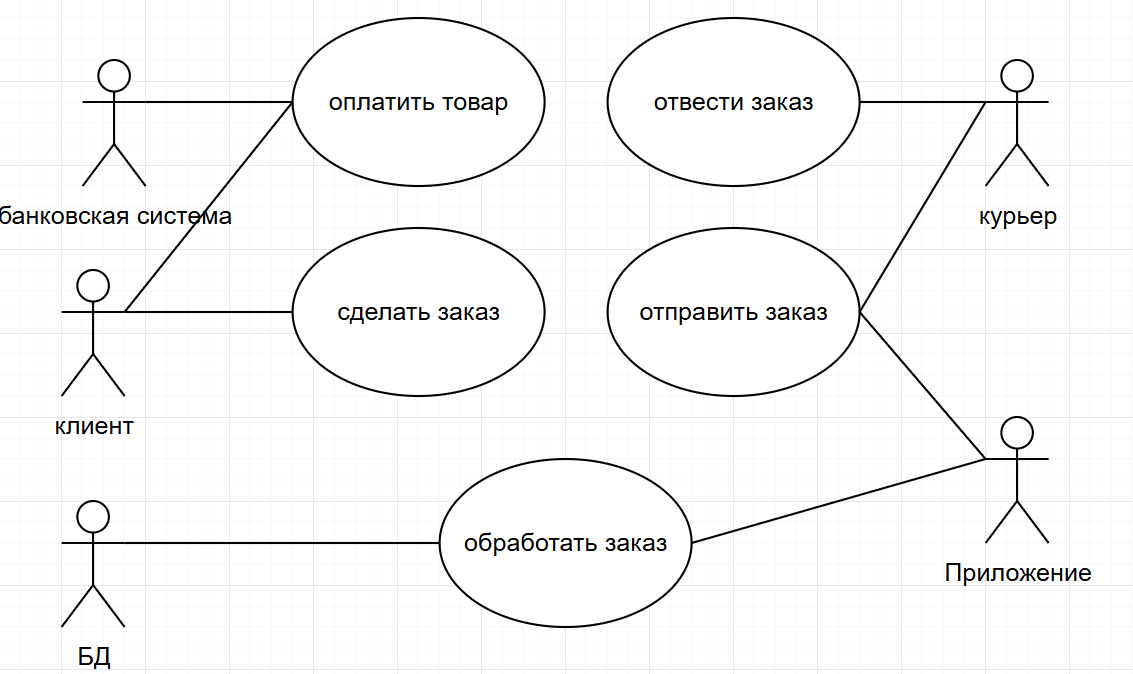 оплатить товар
отвести заказ
банковская система
курьер
сделать заказ
отправить заказ
клиент
обработать заказ
Приложение
БД